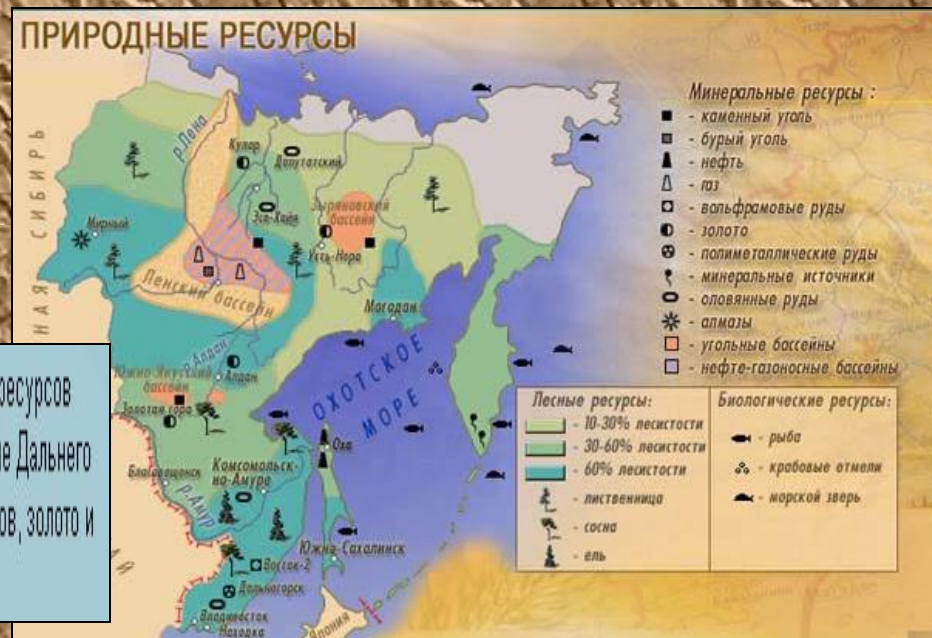 ПРИРОДНЫЕ РЕСУРСЫ
НАЯ СИБИРЬ
р.Лена
Кулар
Депутатский
Эсе-Хайя
Зыряновский
бассейн
Мирный
Усть-Нера
Ленский бассейн
Магадан
р.Алдан
Алдан
Южно-Якутский
бассейн
Золотая гора
ОХОТСКОЕ
МОРЕ
Оха
Благовещенск
Комсомольск-
на-Амуре
р.Амур
Южно-Сахалинск
Восток-2
Дальнегорск
Владивосток
Находка
Япония
АЙ
ресурсов
е Дальнего
ов, золото и
Минеральные ресурсы :
- каменный уголь
- бурый уголь
- нефть
- газ
- вольфрамовые руды
- золото
- полиметаллические руды
- минеральные источники
- оловянные руды
- алмазы
- угольные бассейны
- нефте-газоносные бассейны
Лесные ресурсы:
- 10-30% лесистости
- 30-60% лесистости
- 60% лесистости
- лиственница
- сосна
- ель
Биологические ресурсы:
- рыба
- крабовые отмели
- морской зверь